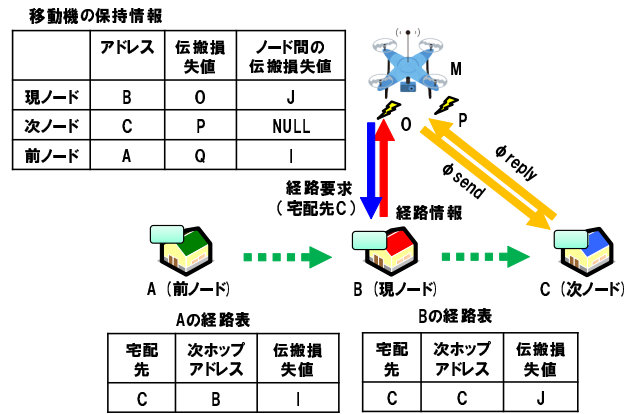 移動機の保持情報
アドレス 伝搬損失値 ノード間の伝搬損失値
現ノード B O J
次ノード C P NULL
前ノード A Q I
M
O
P
φreply
φsend
経路要求
(宅配先C)
経路情報
A (前ノード)
B (現ノード)
C (次ノード)
Aの経路表
宅配先 次ホップアドレス 伝搬損失値
C B I
Bの経路表
宅配先 次ホップアドレス 伝搬損失値
C C J